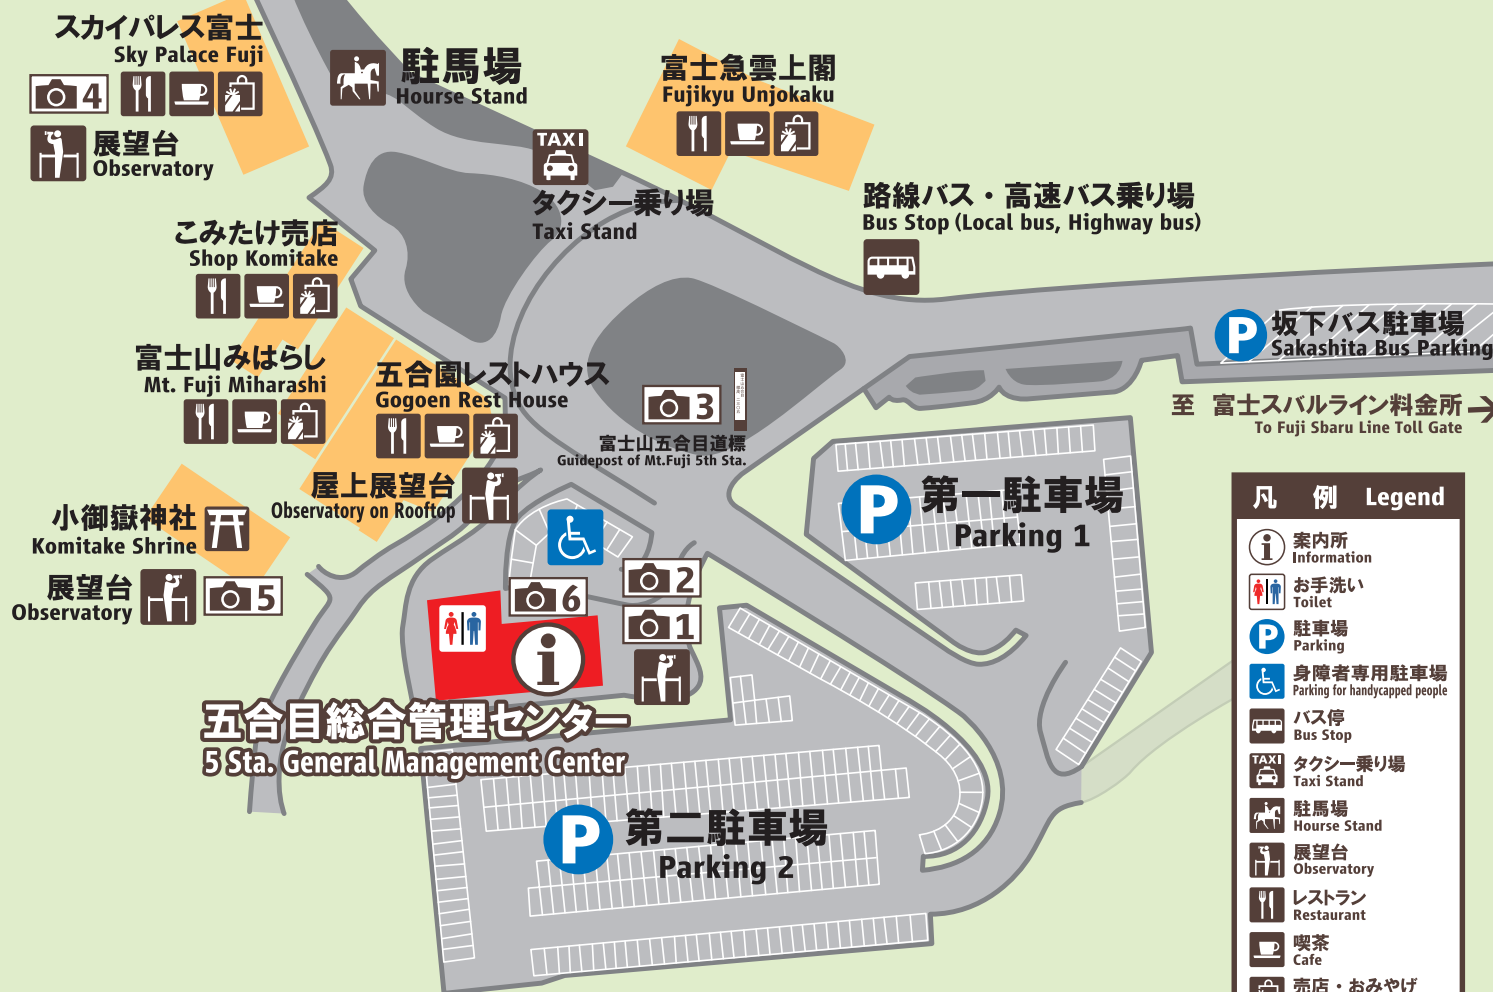 スカイパレス富士
Sky Palace Fuji
4
展望台
Observatory
駐馬場
Hourse Stand
TAXI
タクシー乗り場
Taxi Stand
富士急雲上閣
Fujikyu Unjokaku
路線バス・高速バス乗り場
Bus Stop (Local bus, Highway bus)
こみたけ売店
Shop Komitake
P
坂下バス駐車場
Sakashita Bus Parking
富士山みはらし
Mt. Fuji Miharashi
五合園レストハウス
Gogoen Rest House
3
富士山五合目道標
Guidepost of Mt.Fuji 5th Sta.
至 富士スバルライン料金所→
To Fuji Sbaru Line Toll Gate
屋上展望台
Observatory on Rooftop
P
第一駐車場
Parking 1
小御嶽神社
Komitake Shrine
展望台
Observatory
5
2
6
1
i
五合目総合管理センター
5 Sta. General Management Center
P
第二駐車場
Parking 2
凡 例 Legend
i
案内所
Information
お手洗い
Toilet
P
駐車場
Parking
身障者専用駐車場
Parking for handycapped people
バス停
Bus Stop
TAXI
タクシー乗り場
Taxi Stand
駐馬場
Hourse Stand
展望台
Observatory
レストラン
Restaurant
喫茶
Cafe
売店・おみやげ